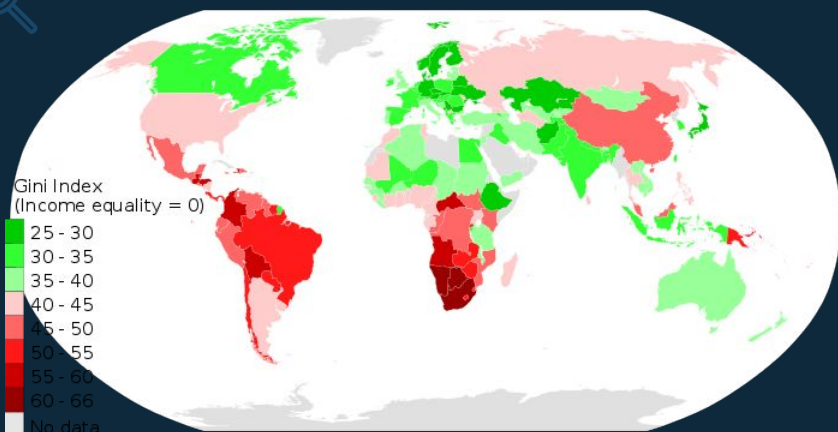 Gini Index
(Income equality = 0)
25 - 30
30 - 35
35 - 40
40 - 45
45 - 50
50 - 55
55 - 60
60 - 66
No data